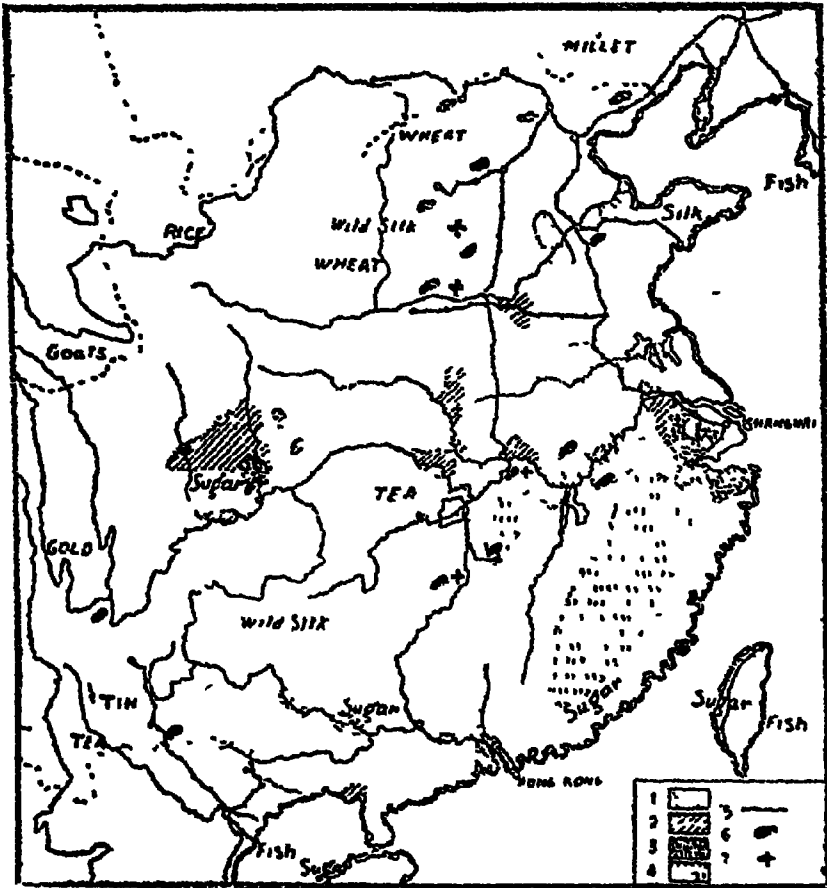 MILLET
WHEAT
Fish
Silk
RICE
Wild Silk
WHEAT
Goats
SHANGHAI
Sugar
TEA
GOLD
Wild SILK
TIN
Sugar
Sugar
Sugar
Fish
TEA
HONG KONG
Fish
Sugar
1
5
2
6
3
7
4